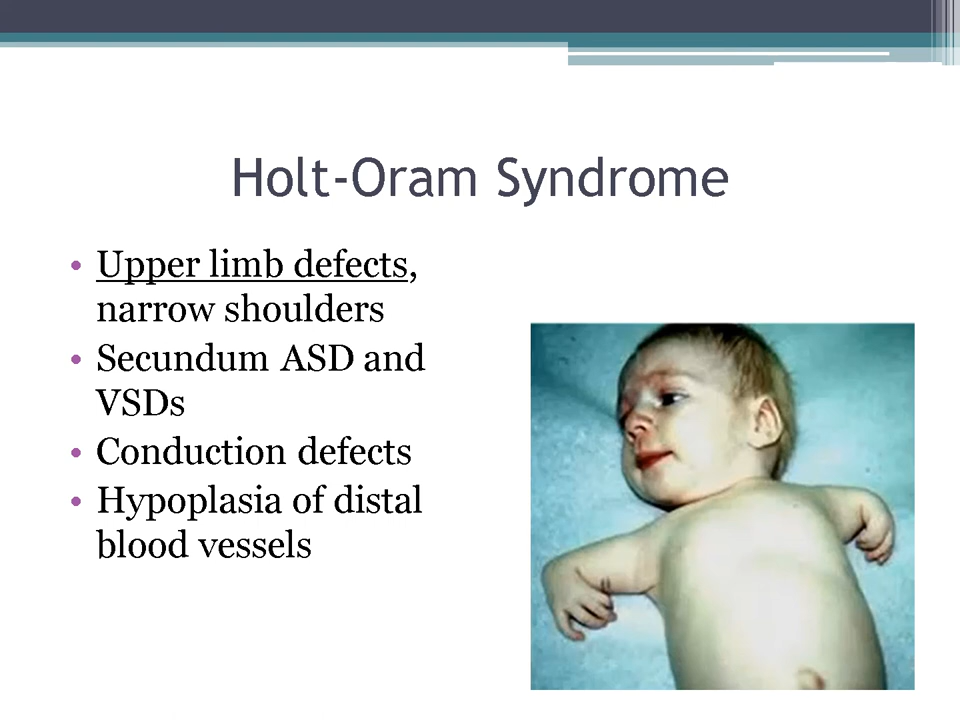 Holt-Oram Syndrome
• Upper limb defects,
narrow shoulders
• Secundum ASD and
VSDs
• Conduction defects
• Hypoplasia of distal
blood vessels